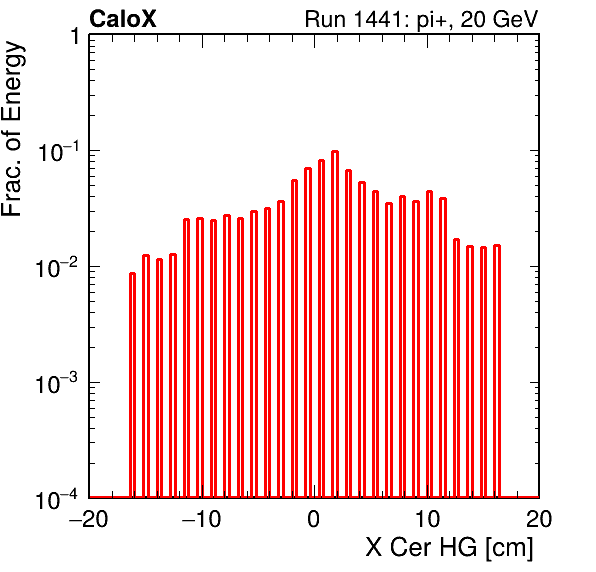 CaloX Run 1441: pi+, 20 GeV
Frac. of Energy
1
10⁻¹
10⁻²
10⁻³
10⁻⁴
−20 −10 0 10 20
X Cer HG [cm]